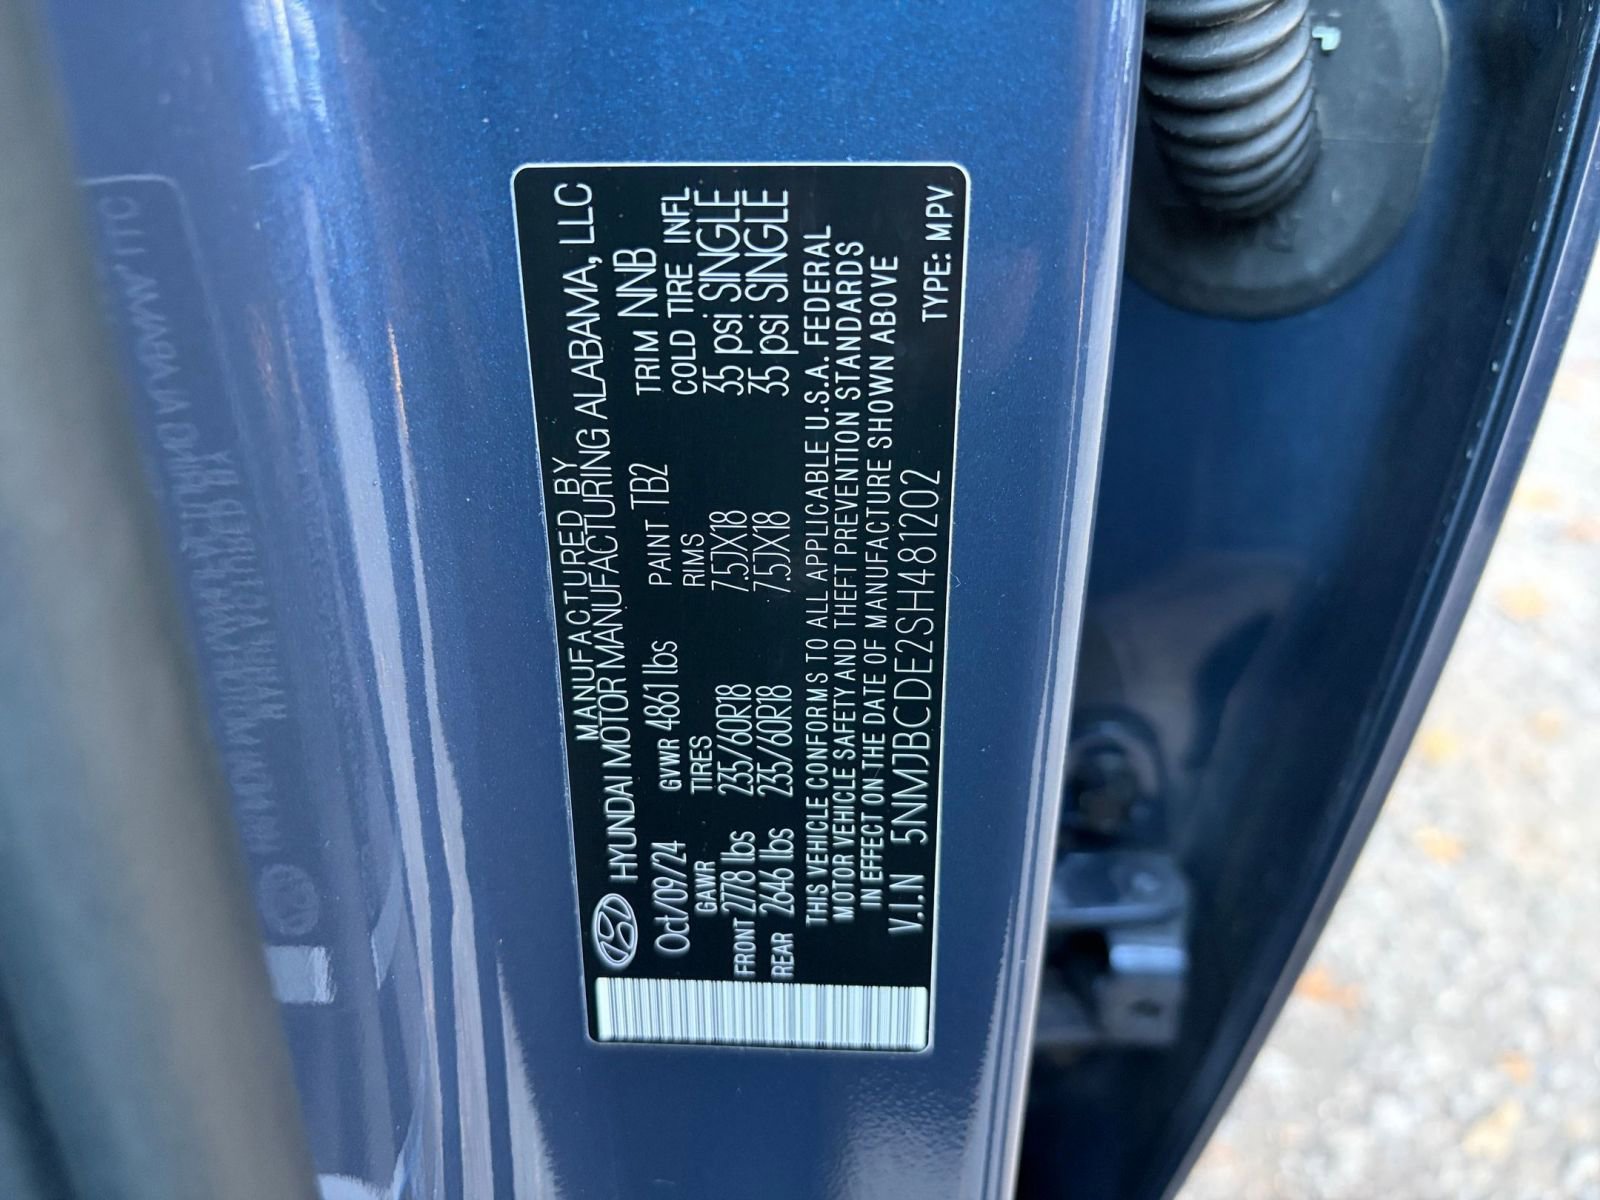 MANUFACTURED BY
HYUNDAI MOTOR MANUFACTURING ALABAMA, LLC
Oct/09/24 GVWR 4861 lbs PAINT TB2 TRIM NNB
GAWR TIRES RIMS COLD TIRE INFL
FRONT 2778 lbs 235/60R18 7.5JX18 35 psi SINGLE
REAR 2646 lbs 235/60R18 7.5JX18 35 psi SINGLE
THIS VEHICLE CONFORMS TO ALL APPLICABLE U.S.A. FEDERAL
MOTOR VEHICLE SAFETY AND THEFT PREVENTION STANDARDS
IN EFFECT ON THE DATE OF MANUFACTURE SHOWN ABOVE
V.I.N 5NMJBCDE2SH481202 TYPE: MPV